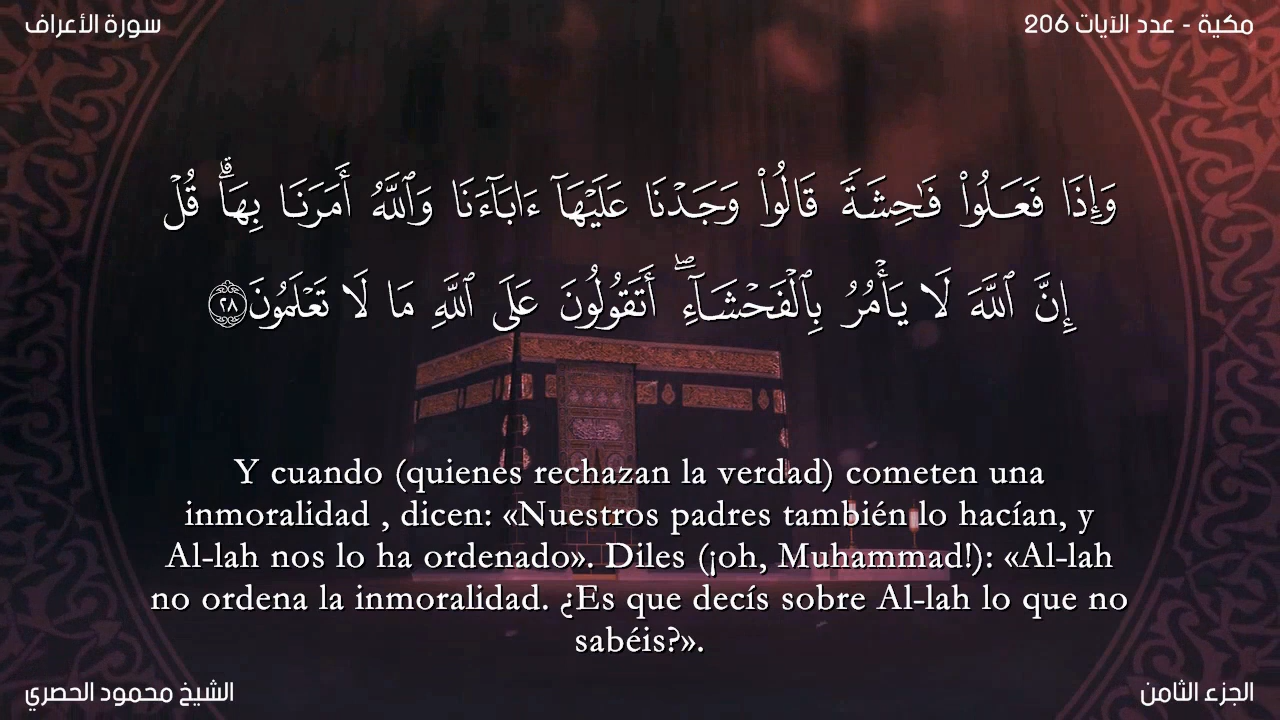 سورة الأعراف
مكية - عدد الآيات 206
وَإِذَا فَعَلُوا۟ فَـٰحِشَةً قَالُوا۟ وَجَدْنَا عَلَيْهَآ ءَابَآءَنَا وَٱللَّهُ أَمَرَنَا بِهَا ۗ قُلْ
إِنَّ ٱللَّهَ لَا يَأْمُرُ بِٱلْفَحْشَآءِ ۖ أَتَقُولُونَ عَلَى ٱللَّهِ مَا لَا تَعْلَمُونَ ٢٨
Y cuando (quienes rechazan la verdad) cometen una
inmoralidad , dicen: «Nuestros padres también lo hacían, y
Al-lah nos lo ha ordenado». Diles (¡oh, Muhammad!): «Al-lah
no ordena la inmoralidad. ¿Es que decís sobre Al-lah lo que no
sabéis?».
الشيخ محمود الحصري
الجزء الثامن